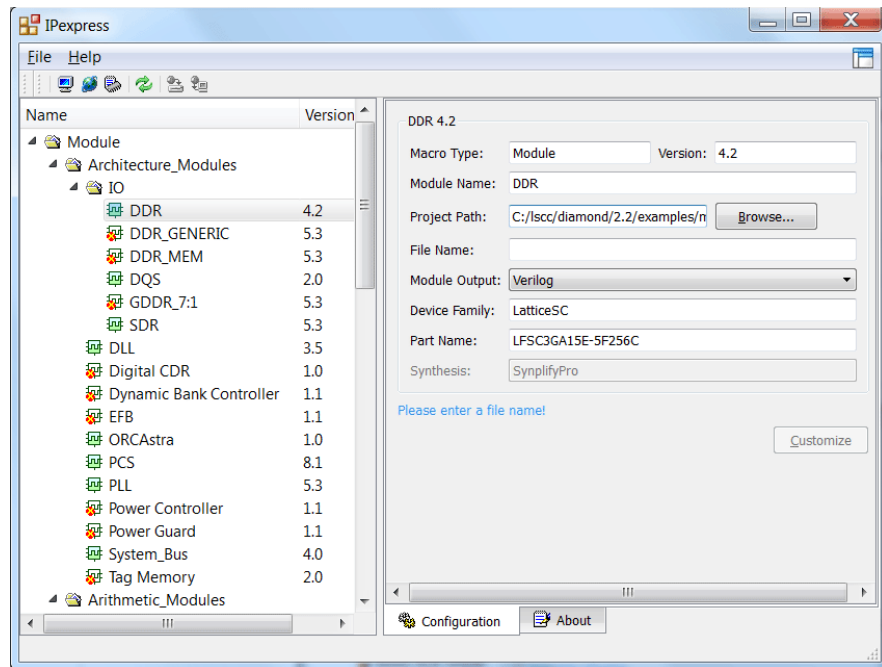 IPexpress
File Help
Name Version
Module
Architecture_Modules
IO
DDR 4.2
DDR_GENERIC 5.3
DDR_MEM 5.3
DQS 2.0
GDDR_7:1 5.3
SDR 5.3
DLL 3.5
Digital CDR 1.0
Dynamic Bank Controller 1.1
EFB 1.1
ORCAstra 1.0
PCS 8.1
PLL 5.3
Power Controller 1.1
Power Guard 1.1
System_Bus 4.0
Tag Memory 2.0
Arithmetic_Modules
DDR 4.2
Macro Type: Module Version: 4.2
Module Name: DDR
Project Path: C:/lscc/diamond/2.2/examples/n Browse...
File Name:
Module Output: Verilog
Device Family: LatticeSC
Part Name: LFSC3GA15E-5F256C
Synthesis: SynplifyPro
Please enter a file name!
Customize
Configuration About